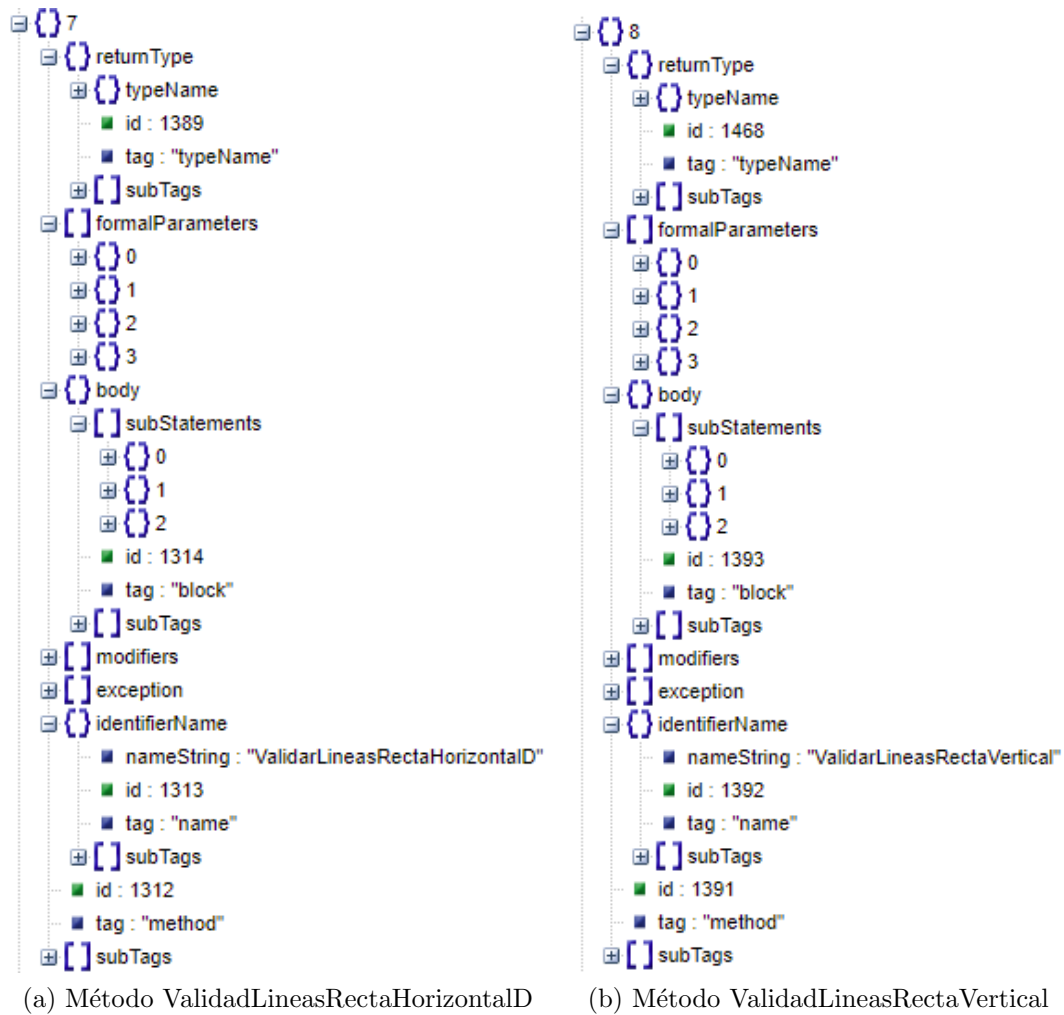 7
returnType
typeName
id : 1389
tag : "typeName"
subTags
formalParameters
0
1
2
3
body
subStatements
0
1
2
id : 1314
tag : "block"
subTags
modifiers
exception
identifierName
nameString : "ValidarLineasRectaHorizontalD"
id : 1313
tag : "name"
subTags
id : 1312
tag : "method"
subTags
(a) Método ValidadLineasRectaHorizontalD
8
returnType
typeName
id : 1468
tag : "typeName"
subTags
formalParameters
0
1
2
3
body
subStatements
0
1
2
id : 1393
tag : "block"
subTags
modifiers
exception
identifierName
nameString : "ValidarLineasRectaVertical"
id : 1392
tag : "name"
subTags
id : 1391
tag : "method"
subTags
(b) Método ValidadLineasRectaVertical